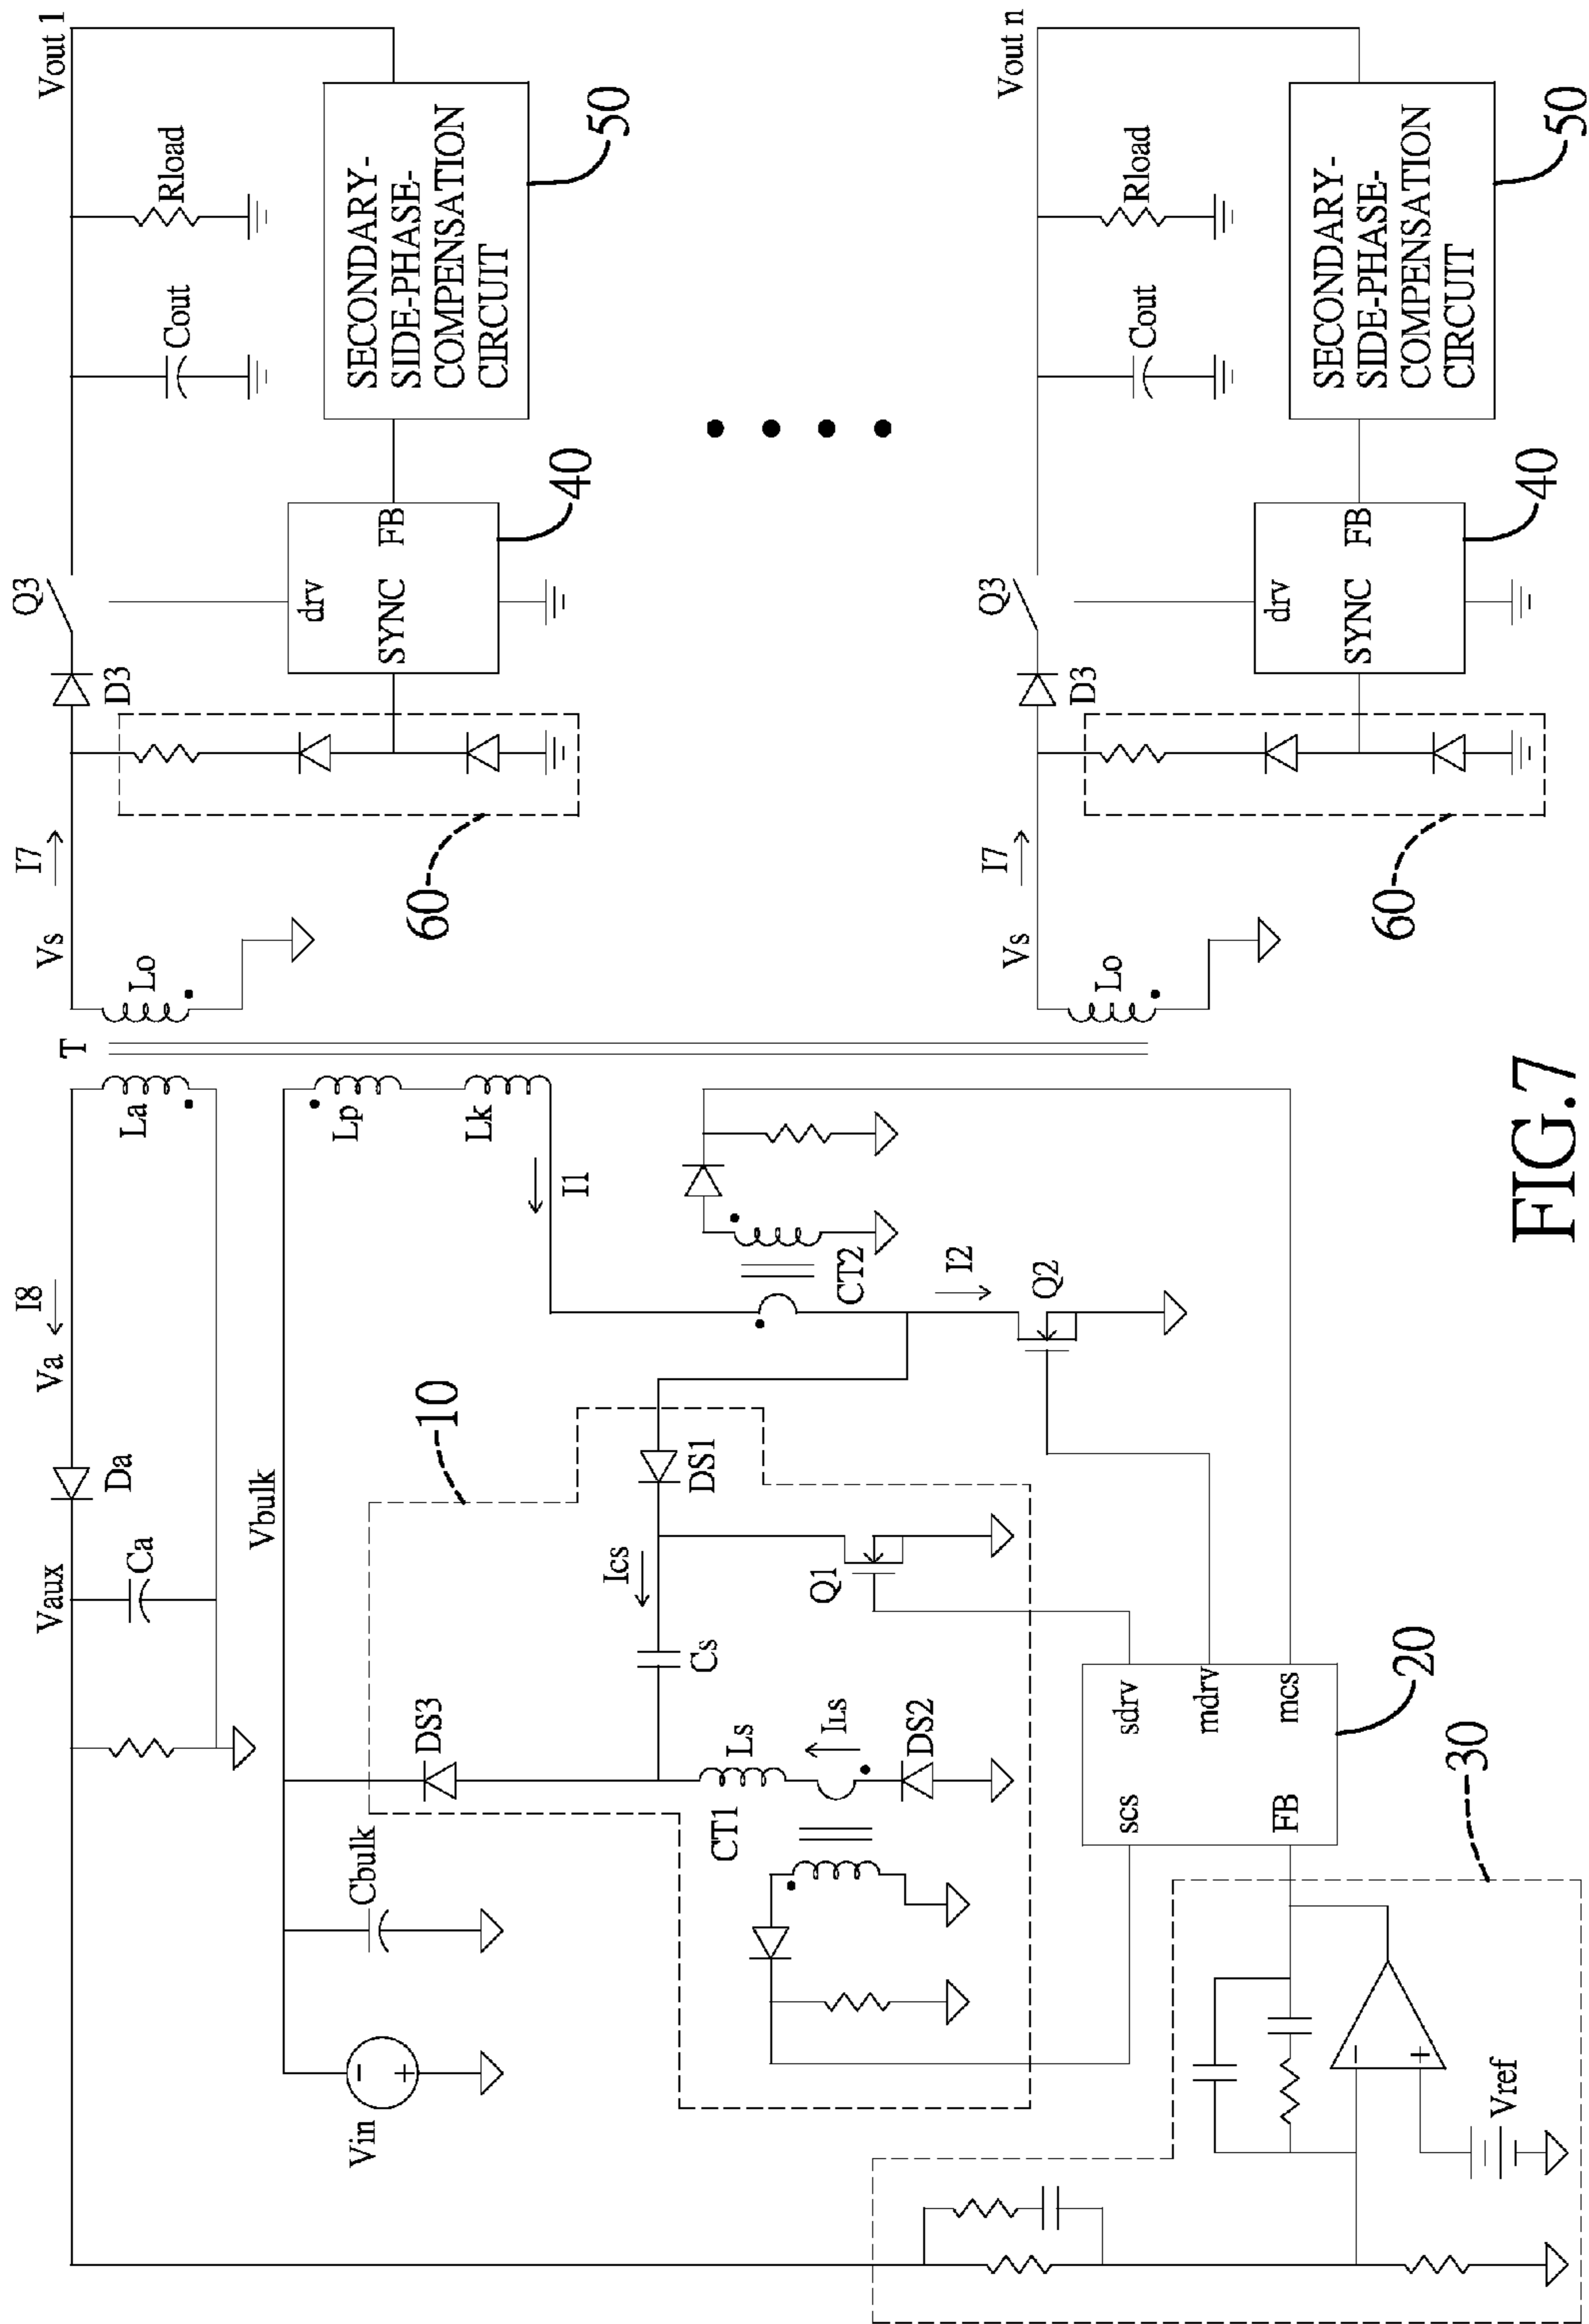 Vout 1
Rload
Cout
SECONDARY-
SIDE-PHASE-
COMPENSATION
CIRCUIT
50
Q3
drv
SYNC FB
40
D3
60
I7
Vs
Lo
Vout n
Rload
Cout
SECONDARY-
SIDE-PHASE-
COMPENSATION
CIRCUIT
50
Q3
drv
SYNC FB
40
D3
60
I7
Vs
Lo
T
La
I8
Va
Da
Vaux
Ca
Vbulk
Lp
Lk
I1
CT2
I2
Q2
10
DS1
Ics
Q1
Cs
DS3
Ls
ILS
DS2
CT1
Cbulk
Vin
−
+
sdrv
mdrv
mcs
scs
FB
20
30
−
+
Vref
FIG.7